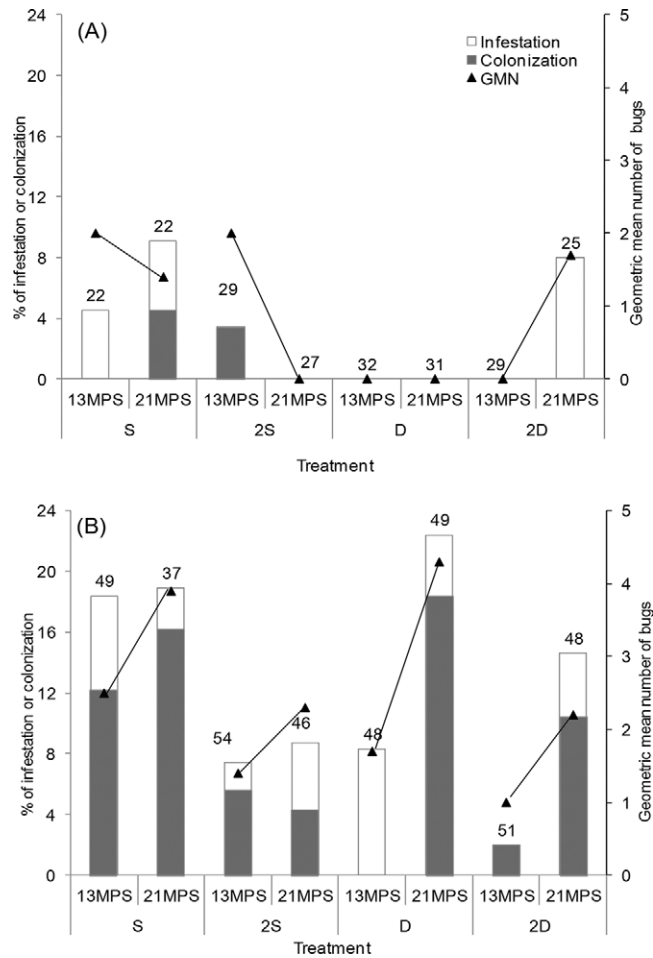 (A)
Infestation
Colonization
GMN
% of infestation or colonization
24
20
16
12
8
4
0
5
4
3
2
1
0
Geometric mean number of bugs
22
22
29
27
32
31
29
25
13MPS 21MPS 13MPS 21MPS 13MPS 21MPS 13MPS 21MPS
S 2S D 2D
Treatment
(B)
% of infestation or colonization
24
20
16
12
8
4
0
5
4
3
2
1
0
Geometric mean number of bugs
49
37
54
46
48
49
51
48
13MPS 21MPS 13MPS 21MPS 13MPS 21MPS 13MPS 21MPS
S 2S D 2D
Treatment